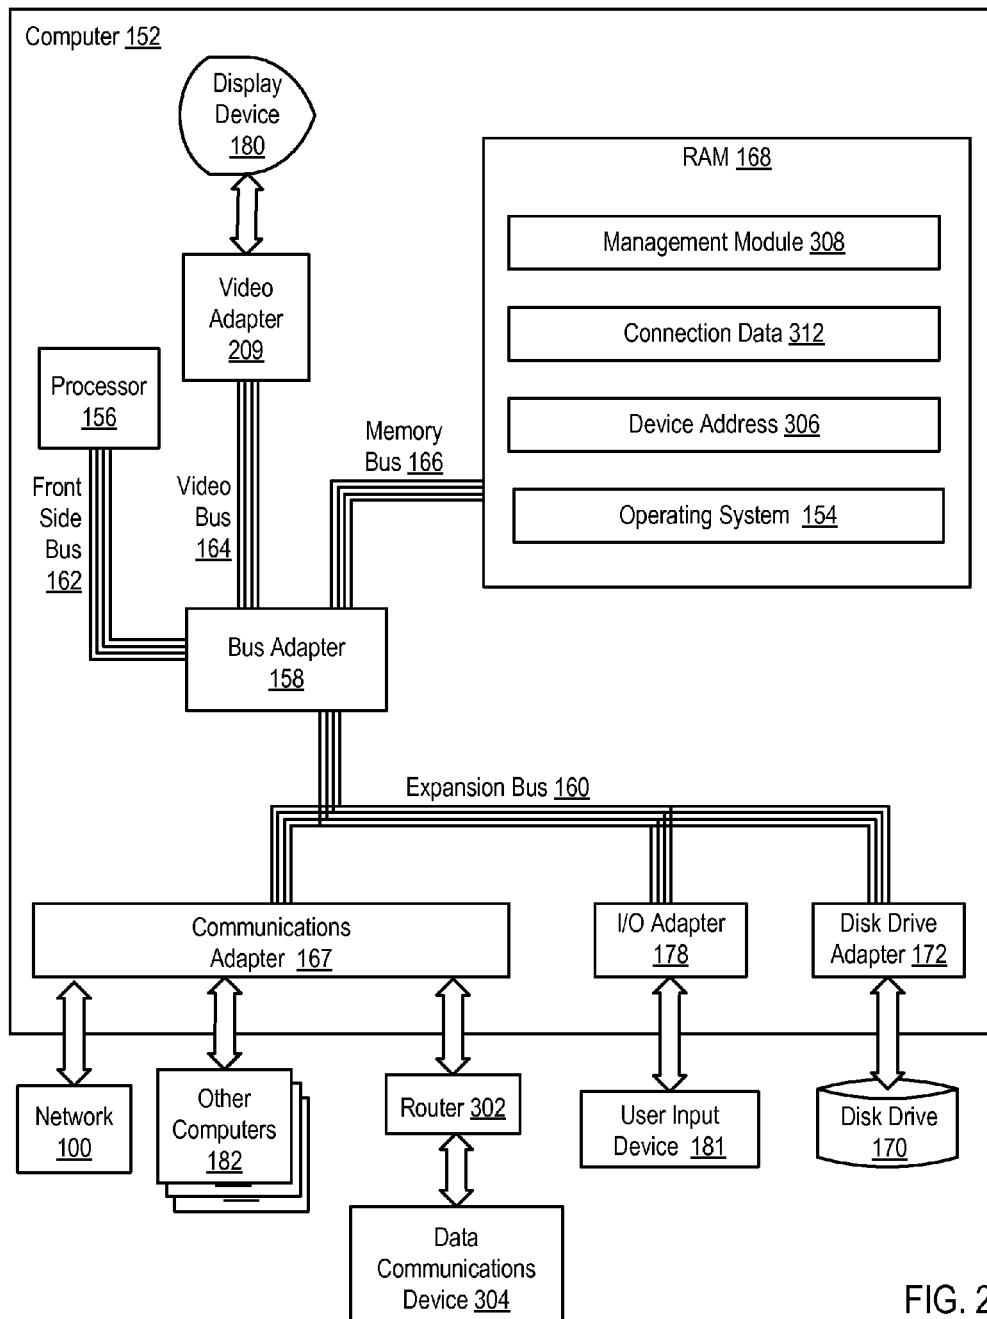 Computer 152
Display
Device
180
RAM 168
Management Module 308
Video
Adapter
209
Connection Data 312
Processor
156
Device Address 306
Memory
Bus 166
Front
Side
Bus
162
Video
Bus
164
Operating System 154
Bus Adapter
158
Expansion Bus 160
Communications
Adapter 167
I/O Adapter
178
Disk Drive
Adapter 172
Network
100
Other
Computers
182
Router 302
User Input
Device 181
Disk Drive
170
Data
Communications
Device 304
FIG. 2